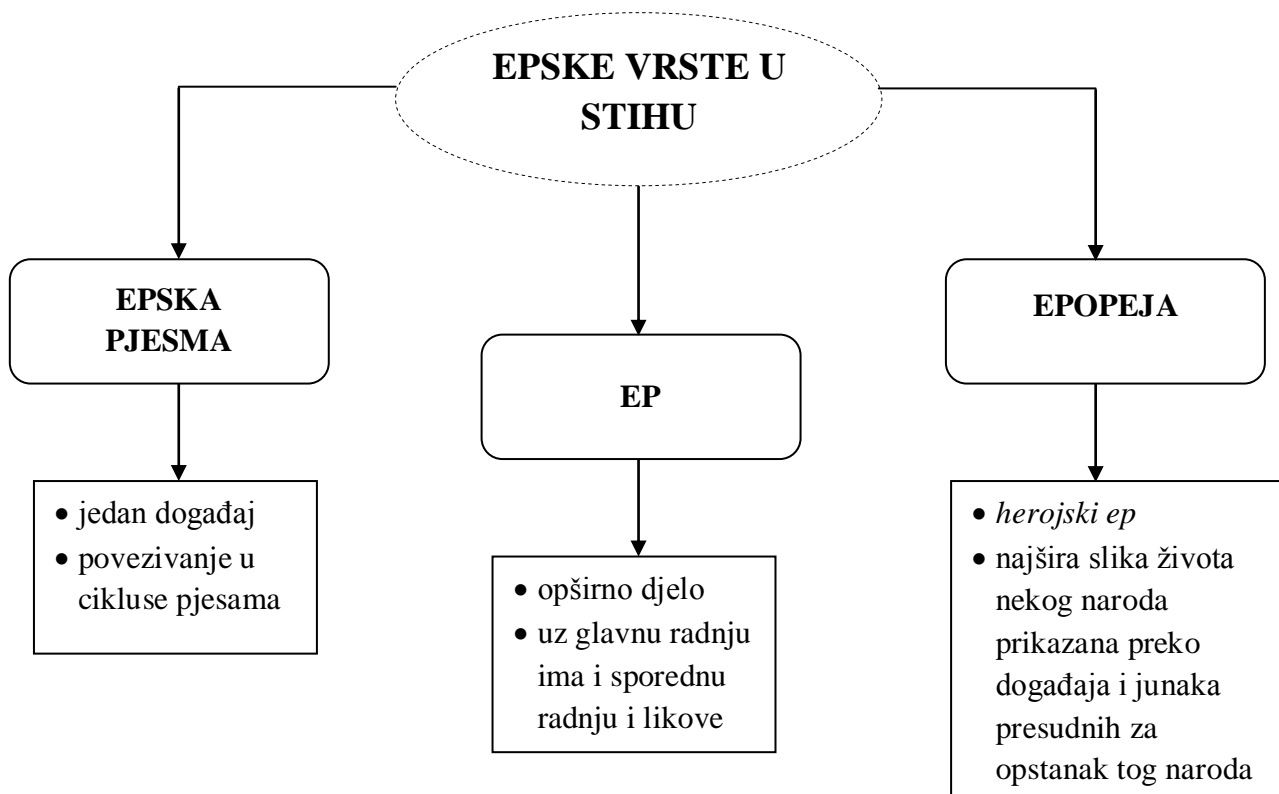 EPSKE VRSTE U
STIHU
EPSKA
PJESMA
• jedan događaj
• povezivanje u
cikluse pjesama
EP
• opširno djelo
• uz glavnu radnju
ima i sporednu
radnju i likove
EPOPEJA
• herojski ep
• najšira slika života
nekog naroda
prikazana preko
događaja i junaka
presudnih za
opstanak tog naroda